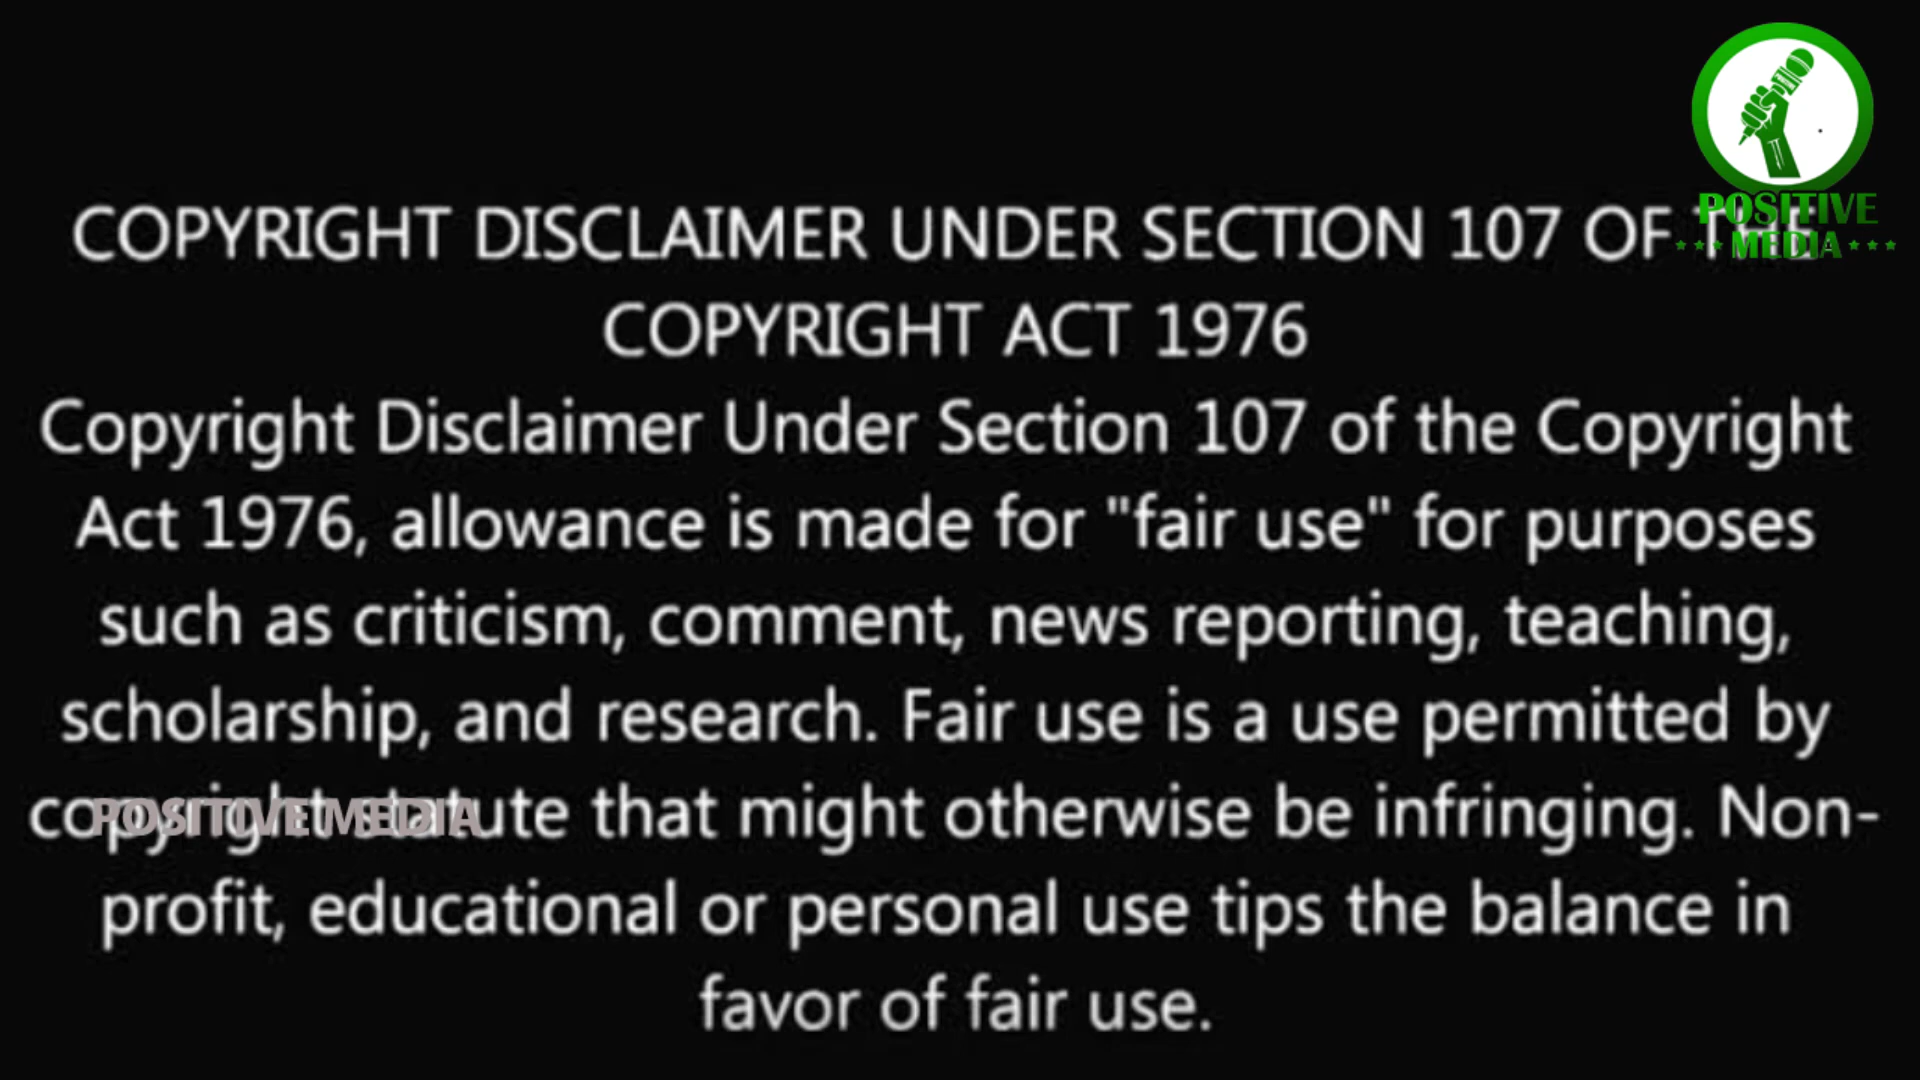 POSITIVE
MEDIA
COPYRIGHT DISCLAIMER UNDER SECTION 107 OF THE
COPYRIGHT ACT 1976
Copyright Disclaimer Under Section 107 of the Copyright
Act 1976, allowance is made for "fair use" for purposes
such as criticism, comment, news reporting, teaching,
scholarship, and research. Fair use is a use permitted by
copyright statute that might otherwise be infringing. Non-
POSITIVE MEDIA
profit, educational or personal use tips the balance in
favor of fair use.